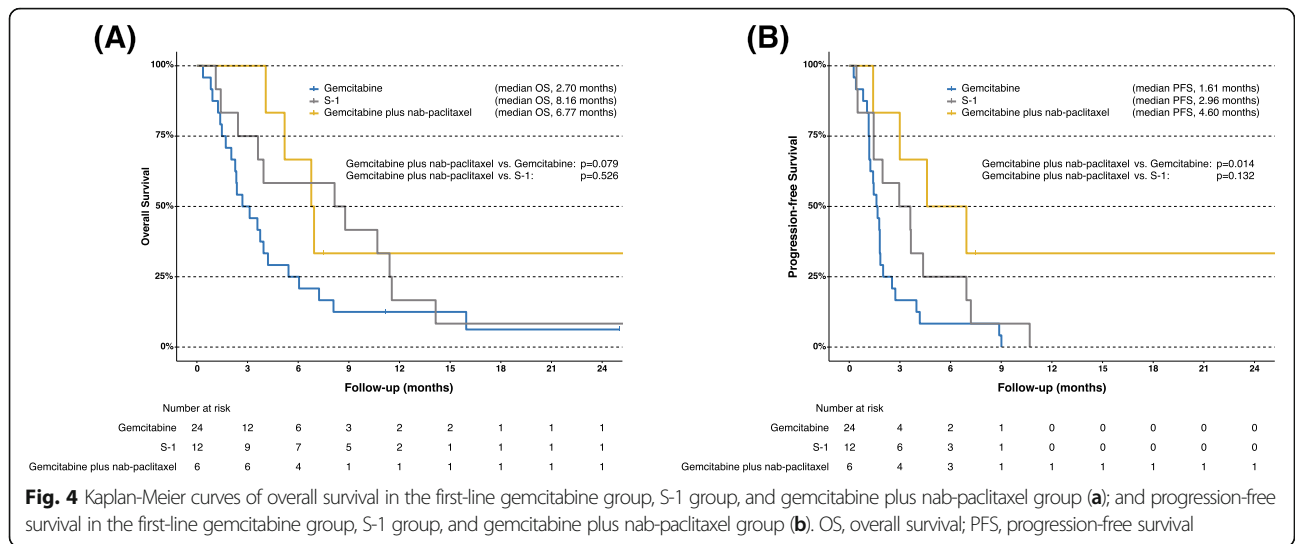 (A)
Overall Survival
100%
75%
50%
25%
0%
Gemcitabine (median OS, 2.70 months)
S-1 (median OS, 8.16 months)
Gemcitabine plus nab-paclitaxel (median OS, 6.77 months)
Gemcitabine plus nab-paclitaxel vs. Gemcitabine: p=0.079
Gemcitabine plus nab-paclitaxel vs. S-1: p=0.526
0 3 6 9 12 15 18 21 24
Follow-up (months)
Number at risk
Gemcitabine 24 12 6 3 2 2 1 1 1
S-1 12 9 7 5 2 1 1 1 1
Gemcitabine plus nab-paclitaxel 6 6 4 1 1 1 1 1 1
(B)
Progression-free Survival
100%
75%
50%
25%
0%
Gemcitabine (median PFS, 1.61 months)
S-1 (median PFS, 2.96 months)
Gemcitabine plus nab-paclitaxel (median PFS, 4.60 months)
Gemcitabine plus nab-paclitaxel vs. Gemcitabine: p=0.014
Gemcitabine plus nab-paclitaxel vs. S-1: p=0.132
0 3 6 9 12 15 18 21 24
Follow-up (months)
Number at risk
Gemcitabine 24 4 2 1 0 0 0 0 0
S-1 12 6 3 1 0 0 0 0 0
Gemcitabine plus nab-paclitaxel 6 4 3 1 1 1 1 1 1
Fig. 4 Kaplan-Meier curves of overall survival in the first-line gemcitabine group, S-1 group, and gemcitabine plus nab-paclitaxel group (a); and progression-free
survival in the first-line gemcitabine group, S-1 group, and gemcitabine plus nab-paclitaxel group (b). OS, overall survival; PFS, progression-free survival